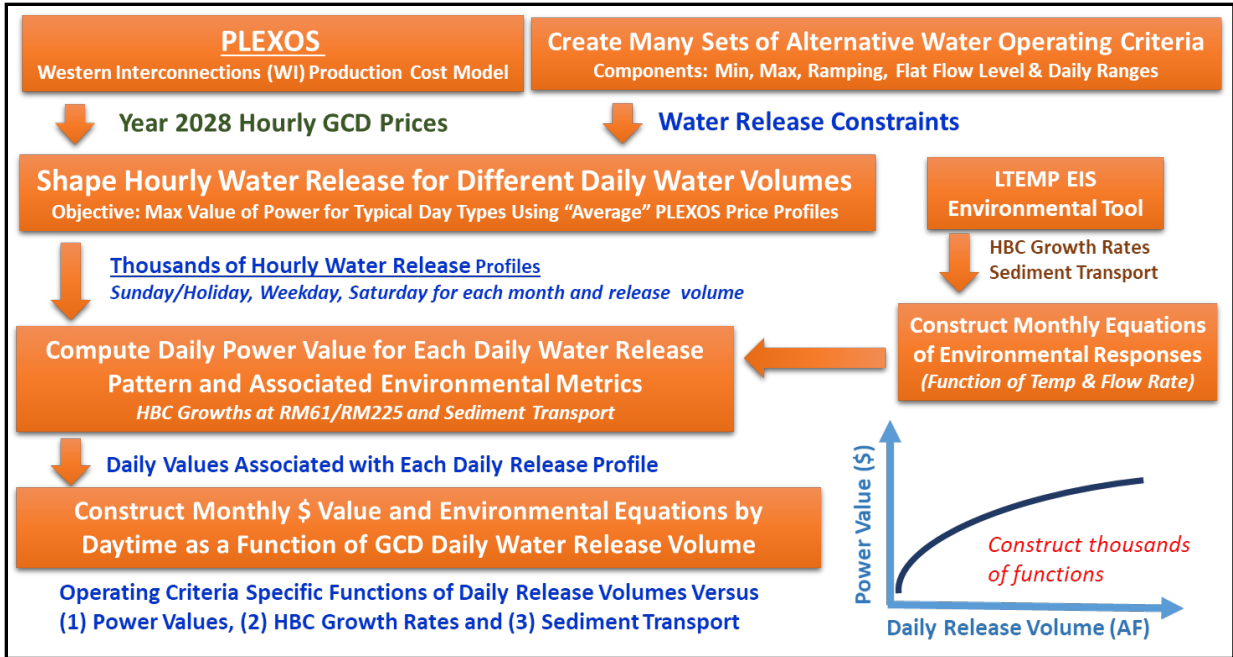 PLEXOS
Western Interconnections (WI) Production Cost Model
Create Many Sets of Alternative Water Operating Criteria
Components: Min, Max, Ramping, Flat Flow Level & Daily Ranges
Year 2028 Hourly GCD Prices
Water Release Constraints
Shape Hourly Water Release for Different Daily Water Volumes
Objective: Max Value of Power for Typical Day Types Using “Average” PLEXOS Price Profiles
LTEMP EIS
Environmental Tool
HBC Growth Rates
Sediment Transport
Thousands of Hourly Water Release Profiles
Sunday/Holiday, Weekday, Saturday for each month and release volume
Construct Monthly Equations
of Environmental Responses
(Function of Temp & Flow Rate)
Compute Daily Power Value for Each Daily Water Release
Pattern and Associated Environmental Metrics
HBC Growths at RM61/RM225 and Sediment Transport
Daily Values Associated with Each Daily Release Profile
Construct Monthly $ Value and Environmental Equations by
Daytime as a Function of GCD Daily Water Release Volume
Operating Criteria Specific Functions of Daily Release Volumes Versus
(1) Power Values, (2) HBC Growth Rates and (3) Sediment Transport
Power Value ($)
Construct thousands
of functions
Daily Release Volume (AF)